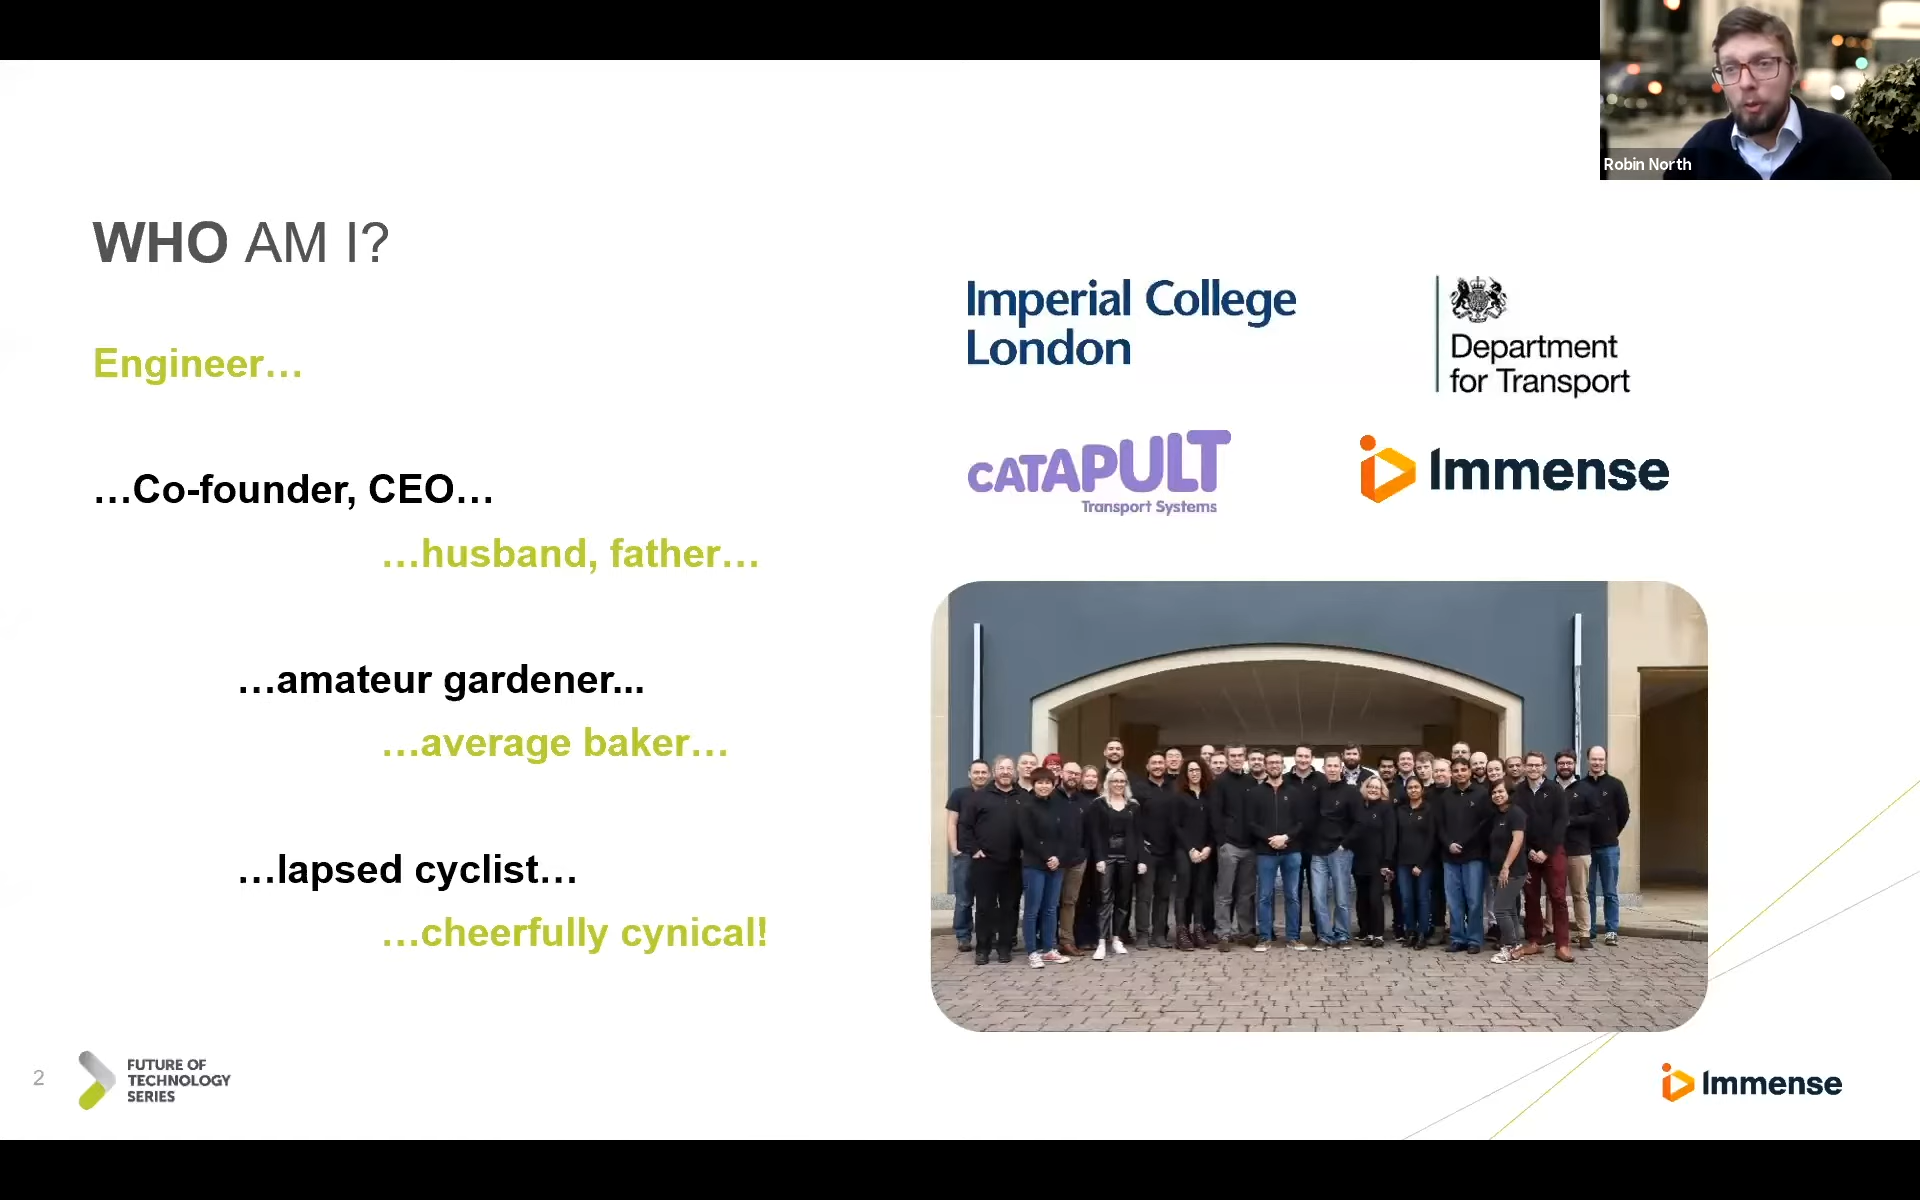 Robin North
WHO AM I?
Engineer…
…Co-founder, CEO…
…husband, father…
…amateur gardener...
…average baker…
…lapsed cyclist…
…cheerfully cynical!
Imperial College
London
Department
for Transport
CATAPULT
Transport Systems
Immense
2
FUTURE OF
TECHNOLOGY
SERIES
Immense